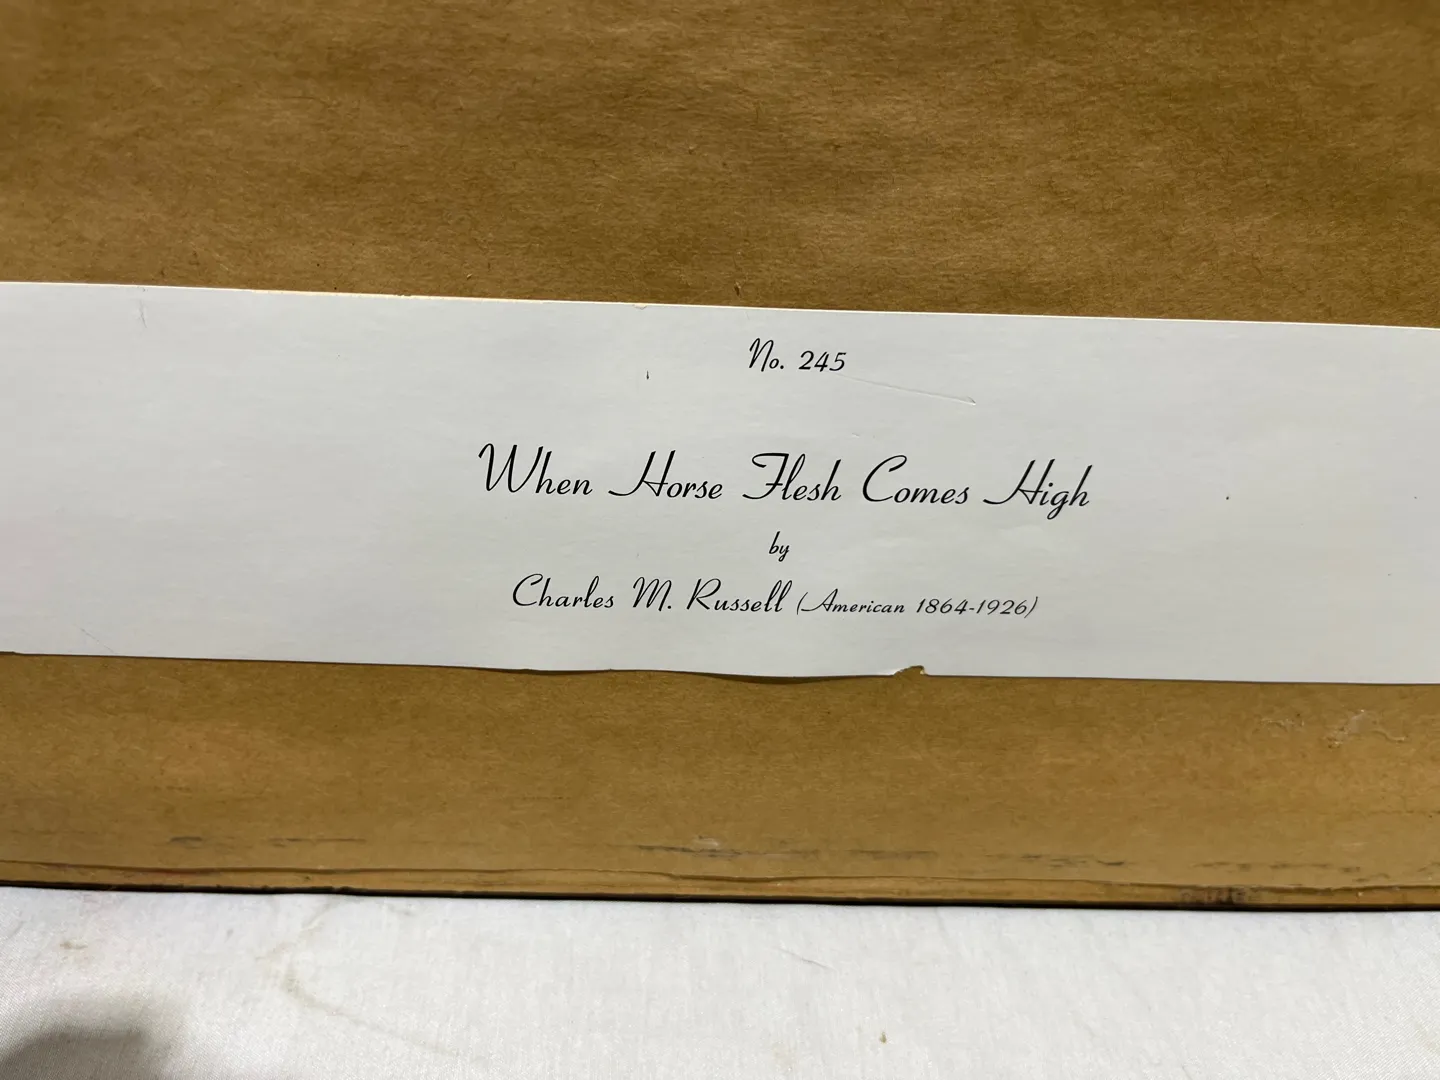 No. 245
When Horse Flesh Comes High
by
Charles M. Russell (American 1864-1926)